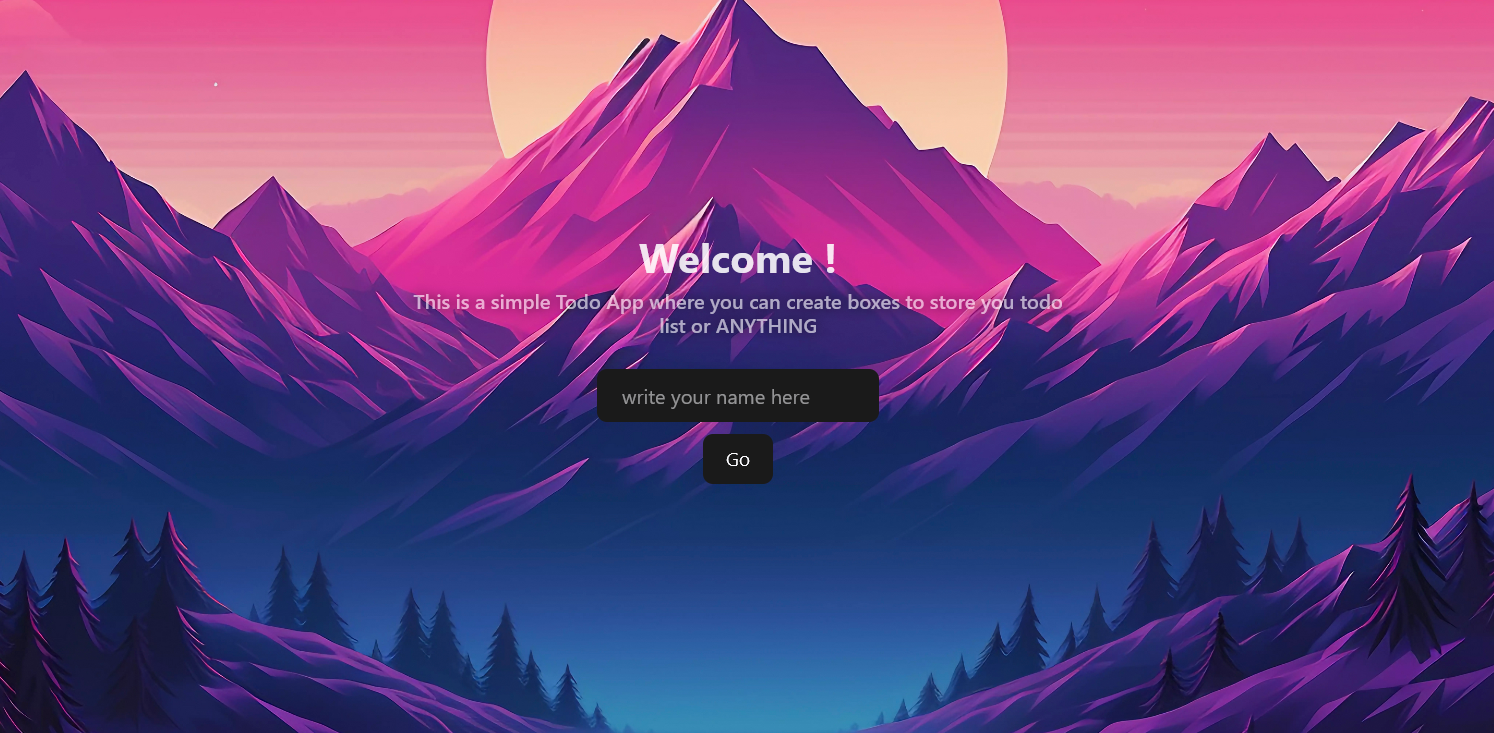 Welcome !
This is a simple Todo App where you can create boxes to store you todo
list or ANYTHING
write your name here
Go